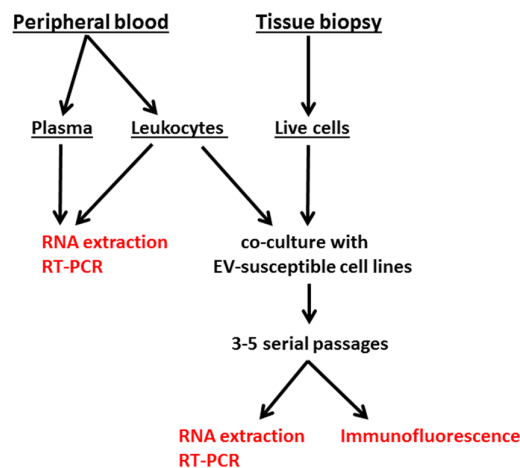 Peripheral blood
Tissue biopsy
Plasma
Leukocytes
Live cells
RNA extraction
RT-PCR
co-culture with
EV-susceptible cell lines
3-5 serial passages
RNA extraction
RT-PCR
Immunofluorescence